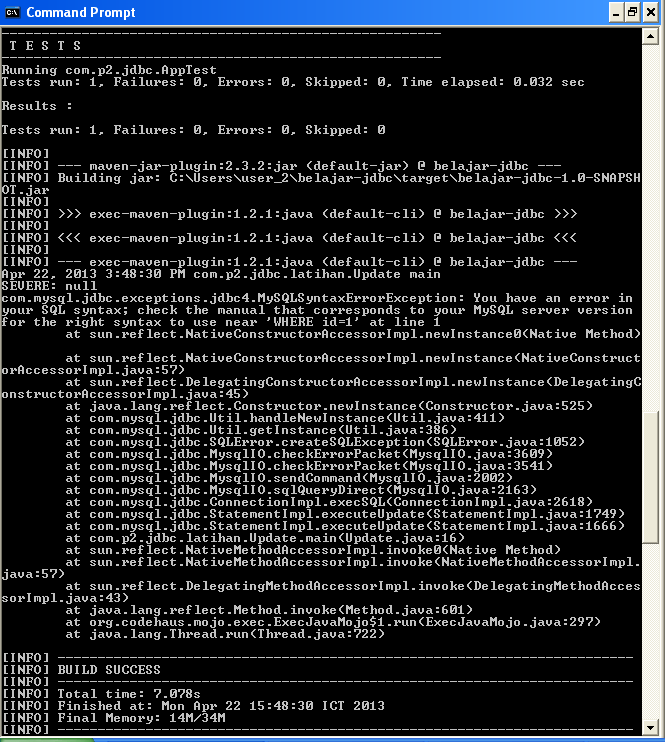 Command Prompt
-------------------------------------------------------
T E S T S
-------------------------------------------------------
Running com.p2.jdbc.AppTest
Tests run: 1, Failures: 0, Errors: 0, Skipped: 0, Time elapsed: 0.032 sec
Results :
Tests run: 1, Failures: 0, Errors: 0, Skipped: 0
[INFO]
[INFO] --- maven-jar-plugin:2.3.2:jar (default-jar) @ belajar-jdbc ---
[INFO] Building jar: C:\Users\user_2\belajar-jdbc\target\belajar-jdbc-1.0-SNAPSH
OT.jar
[INFO]
[INFO] >>> exec-maven-plugin:1.2.1:java (default-cli) @ belajar-jdbc >>>
[INFO]
[INFO] <<< exec-maven-plugin:1.2.1:java (default-cli) @ belajar-jdbc <<<
[INFO]
[INFO] --- exec-maven-plugin:1.2.1:java (default-cli) @ belajar-jdbc ---
Apr 22, 2013 3:48:30 PM com.p2.jdbc.latihan.Update main
SEVERE: null
com.mysql.jdbc.exceptions.jdbc4.MySQLSyntaxErrorException: You have an error in
your SQL syntax; check the manual that corresponds to your MySQL server version
for the right syntax to use near 'WHERE id=1' at line 1
at sun.reflect.NativeConstructorAccessorImpl.newInstance0(Native Method)
at sun.reflect.NativeConstructorAccessorImpl.newInstance(NativeConstruct
orAccessorImpl.java:57)
at sun.reflect.DelegatingConstructorAccessorImpl.newInstance(DelegatingC
onstructorAccessorImpl.java:45)
at java.lang.reflect.Constructor.newInstance(Constructor.java:525)
at com.mysql.jdbc.Util.handleNewInstance(Util.java:411)
at com.mysql.jdbc.Util.getInstance(Util.java:386)
at com.mysql.jdbc.SQLError.createSQLException(SQLError.java:1052)
at com.mysql.jdbc.MysqlIO.checkErrorPacket(MysqlIO.java:3609)
at com.mysql.jdbc.MysqlIO.checkErrorPacket(MysqlIO.java:3541)
at com.mysql.jdbc.MysqlIO.sendCommand(MysqlIO.java:2002)
at com.mysql.jdbc.MysqlIO.sqlQueryDirect(MysqlIO.java:2163)
at com.mysql.jdbc.ConnectionImpl.execSQL(ConnectionImpl.java:2618)
at com.mysql.jdbc.StatementImpl.executeUpdate(StatementImpl.java:1749)
at com.mysql.jdbc.StatementImpl.executeUpdate(StatementImpl.java:1666)
at com.p2.jdbc.latihan.Update.main(Update.java:16)
at sun.reflect.NativeMethodAccessorImpl.invoke0(Native Method)
at sun.reflect.NativeMethodAccessorImpl.invoke(NativeMethodAccessorImpl.
java:57)
at sun.reflect.DelegatingMethodAccessorImpl.invoke(DelegatingMethodAcces
sorImpl.java:43)
at java.lang.reflect.Method.invoke(Method.java:601)
at org.codehaus.mojo.exec.ExecJavaMojo$1.run(ExecJavaMojo.java:297)
at java.lang.Thread.run(Thread.java:722)
[INFO] ------------------------------------------------------------------------
[INFO] BUILD SUCCESS
[INFO] ------------------------------------------------------------------------
[INFO] Total time: 7.078s
[INFO] Finished at: Mon Apr 22 15:48:30 ICT 2013
[INFO] Final Memory: 14M/34M
[INFO] ------------------------------------------------------------------------